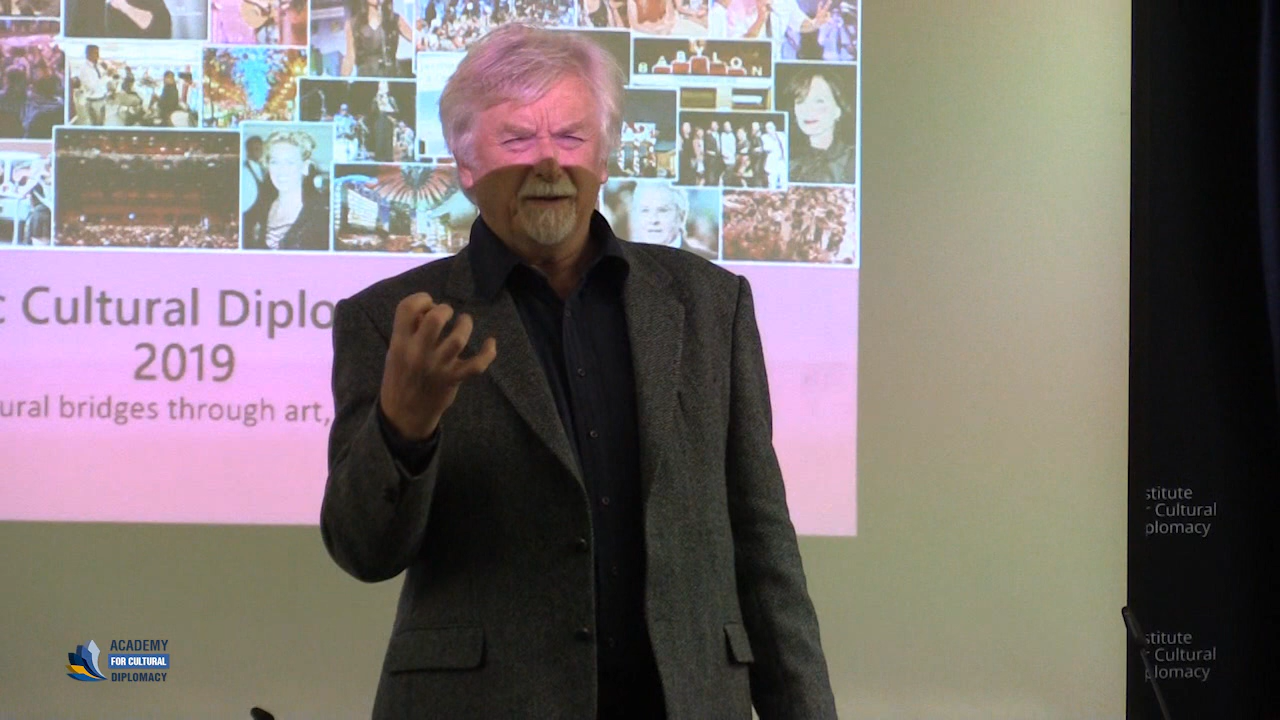 BABYLON
c Cultural Diplo
2019
ural bridges through art,
stitute
r Cultural
plomacy
stitute
r Cultural
plomacy
ACADEMY
FOR CULTURAL
DIPLOMACY